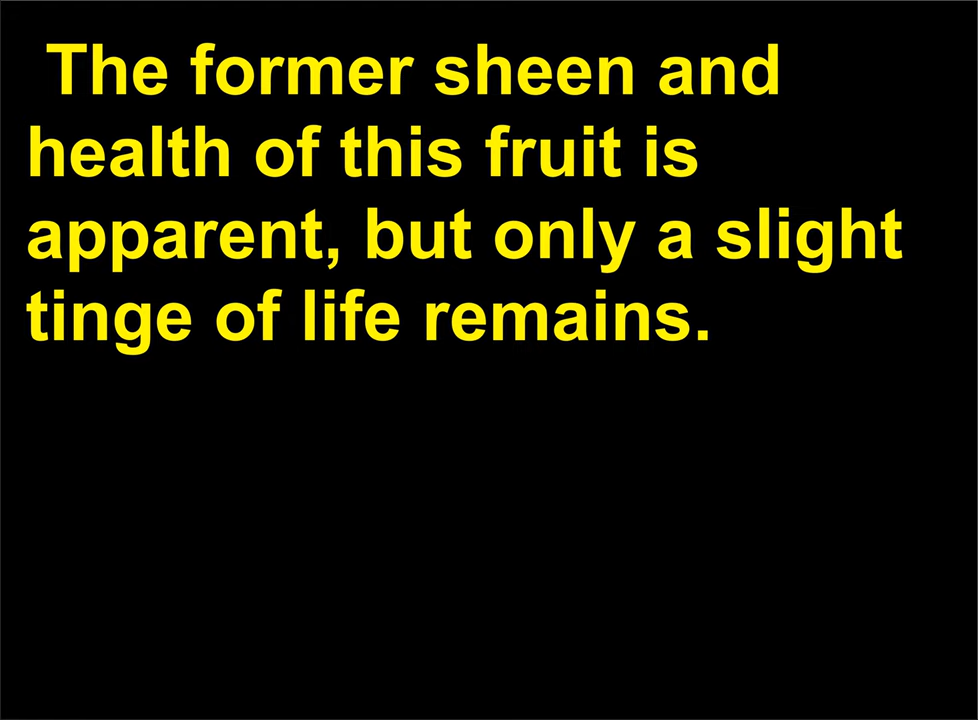 The former sheen and
health of this fruit is
apparent, but only a slight
tinge of life remains.